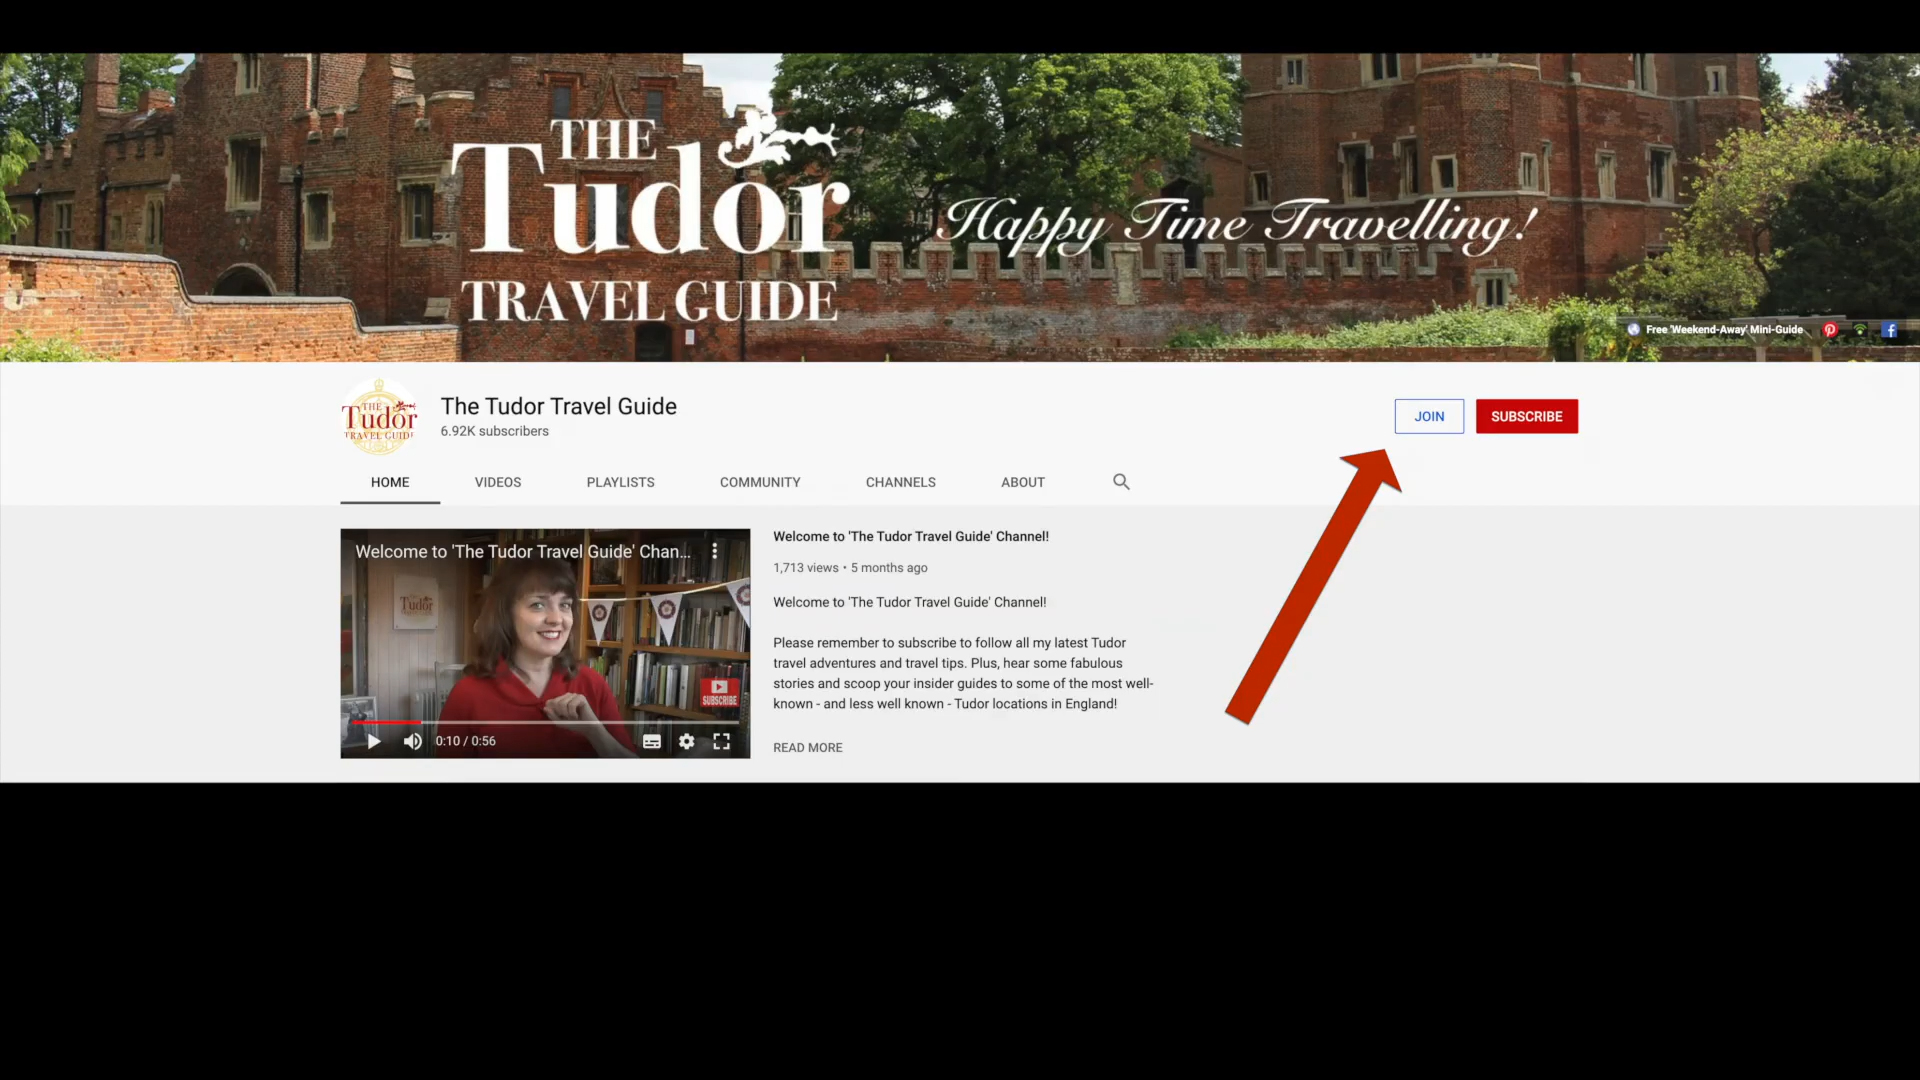 THE
Tudor
TRAVEL GUIDE
Happy Time Travelling!
Free 'Weekend-Away' Mini-Guide
THE
Tudor
TRAVEL GUIDE
The Tudor Travel Guide
6.92K subscribers
JOIN
SUBSCRIBE
HOME
VIDEOS
PLAYLISTS
COMMUNITY
CHANNELS
ABOUT
Welcome to 'The Tudor Travel Guide' Chan...
Tudor
SUBSCRIBE
0:10 / 0:56
Welcome to 'The Tudor Travel Guide' Channel!
1,713 views • 5 months ago
Welcome to 'The Tudor Travel Guide' Channel!
Please remember to subscribe to follow all my latest Tudor
travel adventures and travel tips. Plus, hear some fabulous
stories and scoop your insider guides to some of the most well-
known - and less well known - Tudor locations in England!
READ MORE